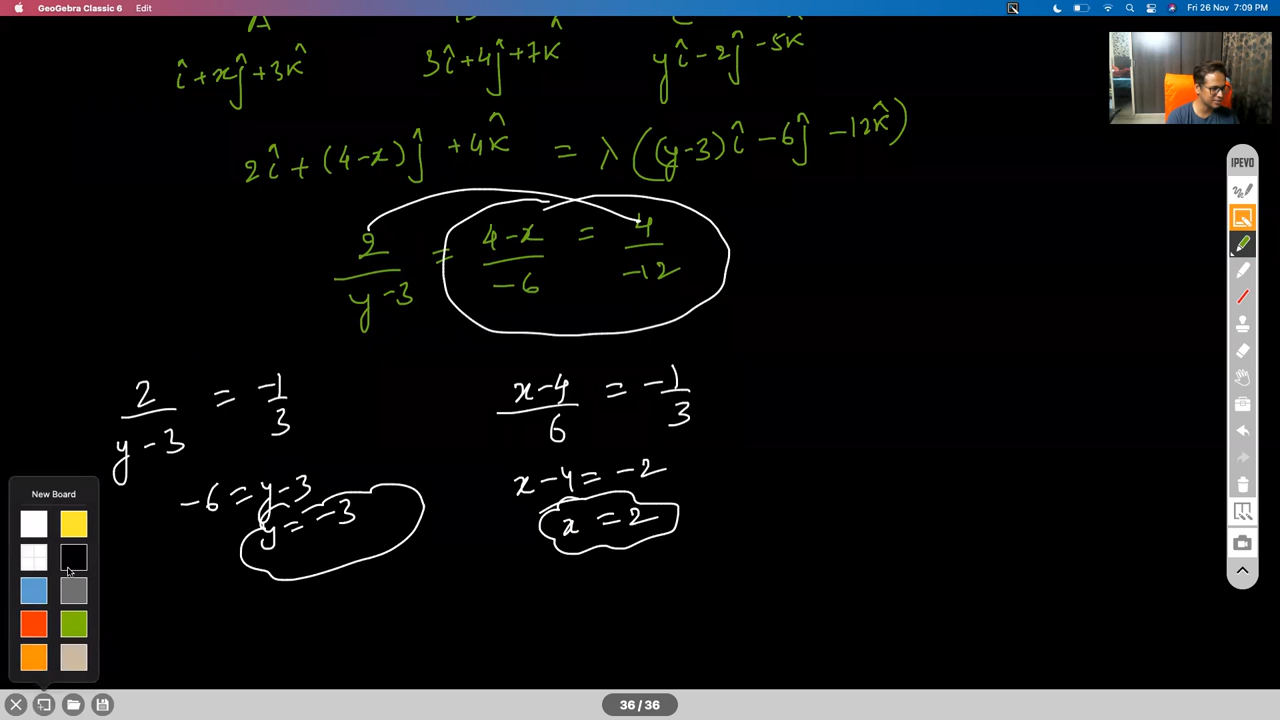 GeoGebra Classic 6 Edit Fri 26 Nov 7:09 PM
A
î + xĵ + 3k̂ 3î + 4ĵ + 7k̂ yî - 2ĵ - 5k̂
2î + (4-x)ĵ + 4k̂ = λ((y-3)î - 6ĵ - 12k̂)
2/(y-3) = (4-x)/-6 = 4/-12
2/(y-3) = -1/3 (x-4)/6 = -1/3
-6 = y-3 x-4 = -2
y = -3 x = 2
IPEVO
New Board
36 / 36